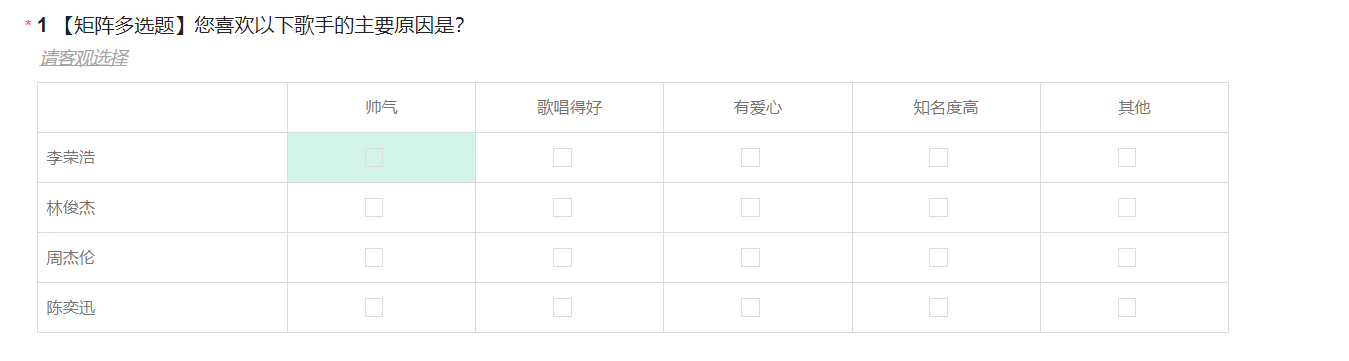 * 1 【矩阵多选题】您喜欢以下歌手的主要原因是?
请客观选择
帅气 歌唱得好 有爱心 知名度高 其他
李荣浩
林俊杰
周杰伦
陈奕迅